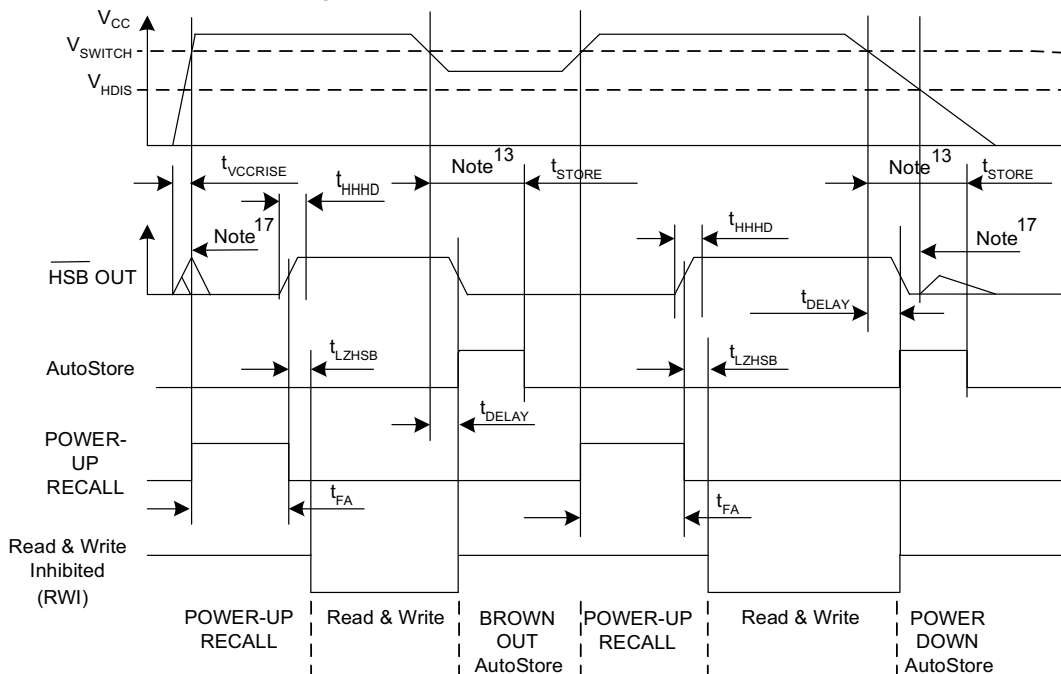 VCC
VSWITCH
VHDIS
tVCCRISE
Note13
tSTORE
Note13
tSTORE
tHHHD
Note17
tHHHD
Note17
HSB OUT
tDELAY
tLZHSB
tLZHSB
AutoStore
tDELAY
POWER-
UP
RECALL
tFA
tFA
Read & Write
Inhibited
(RWI)
POWER-UP
RECALL
Read & Write
BROWN
OUT
AutoStore
POWER-UP
RECALL
Read & Write
POWER
DOWN
AutoStore